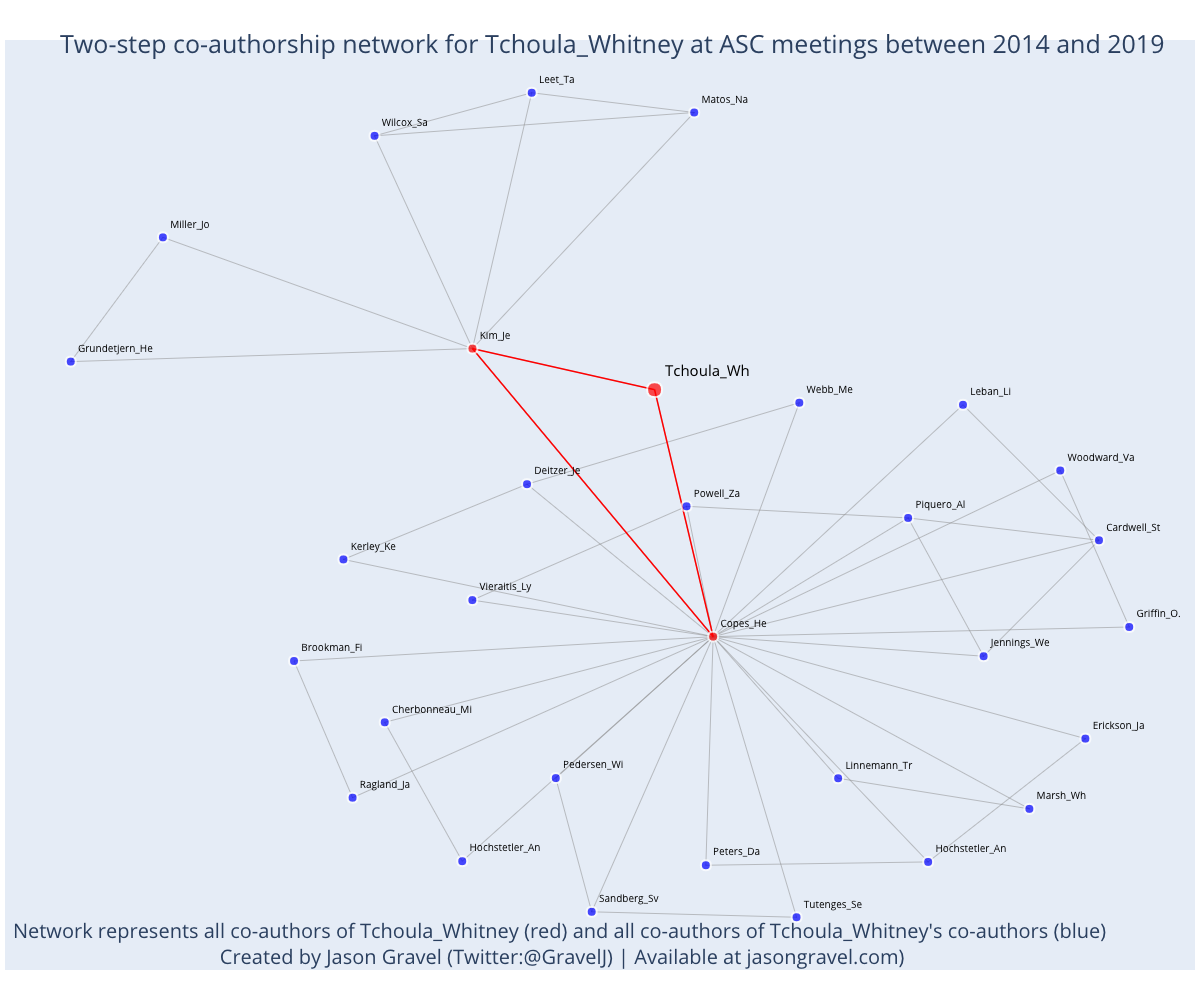 Two-step co-authorship network for Tchoula_Whitney at ASC meetings between 2014 and 2019
Leet_Ta
Matos_Na
Wilcox_Sa
Miller_Jo
Kim_Je
Grundetjern_He
Tchoula_Wh
Webb_Me
Leban_Li
Woodward_Va
Deitzer_Je
Powell_Za
Piquero_Al
Cardwell_St
Kerley_Ke
Vieraitis_Ly
Griffin_O.
Copes_He
Jennings_We
Brookman_Fi
Cherbonneau_Mi
Erickson_Ja
Pedersen_Wi
Linnemann_Tr
Ragland_Ja
Marsh_Wh
Hochstetler_An
Peters_Da
Hochstetler_An
Sandberg_Sv
Tutenges_Se
Network represents all co-authors of Tchoula_Whitney (red) and all co-authors of Tchoula_Whitney's co-authors (blue)
Created by Jason Gravel (Twitter:@GravelJ) | Available at jasongravel.com)